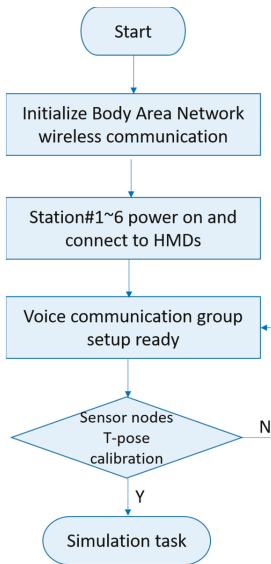 Start
Initialize Body Area Network
wireless communication
Station#1~6 power on and
connect to HMDs
Voice communication group
setup ready
Sensor nodes
T-pose
calibration
N
Y
Simulation task